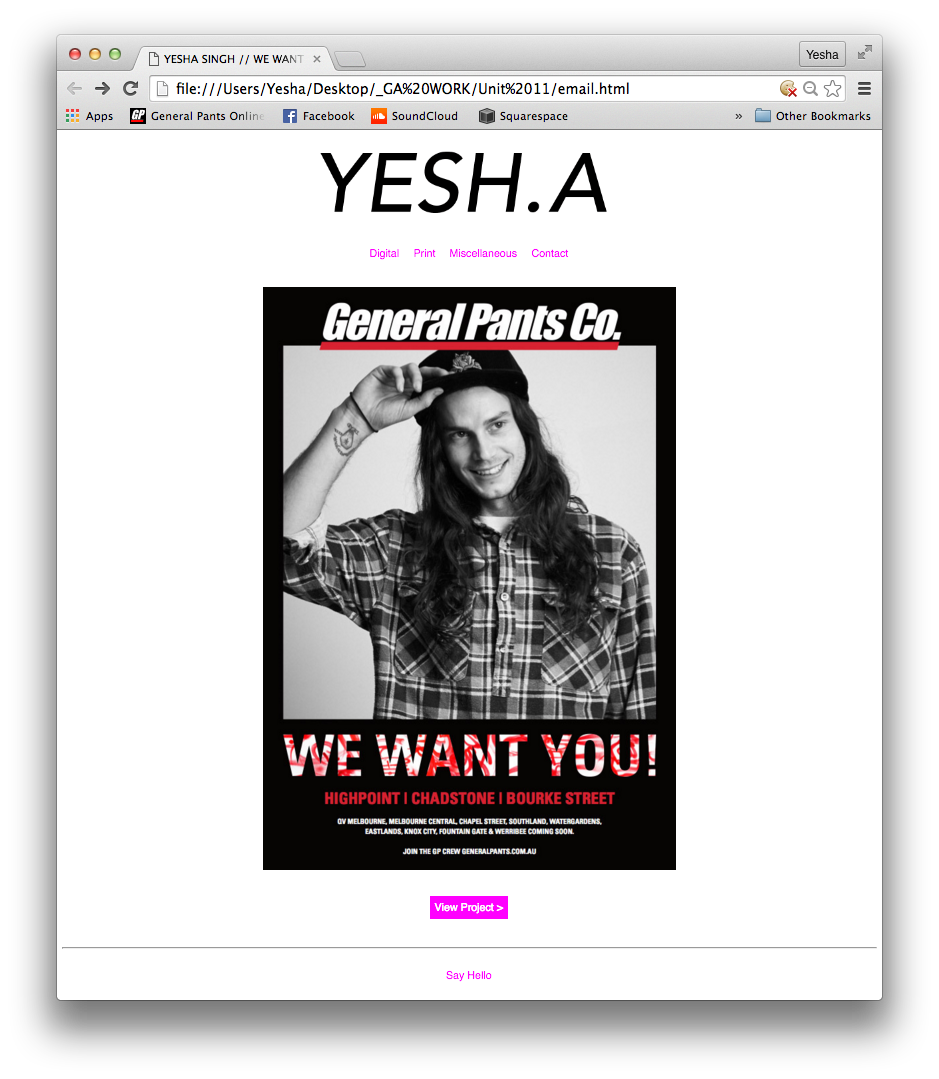 YESHA SINGH // WE WANT
Yesha
file:///Users/Yesha/Desktop/_GA%20WORK/Unit%2011/email.html
Apps GP General Pants Online Facebook SoundCloud Squarespace » Other Bookmarks
YESH.A
Digital Print Miscellaneous Contact
General Pants Co.
WE WANT YOU!
HIGHPOINT | CHADSTONE | BOURKE STREET
QV MELBOURNE, MELBOURNE CENTRAL, CHAPEL STREET, SOUTHLAND, WATERGARDENS,
EASTLANDS, KNOX CITY, FOUNTAIN GATE & WERRIBEE COMING SOON.
JOIN THE GP CREW GENERALPANTS.COM.AU
View Project >
Say Hello